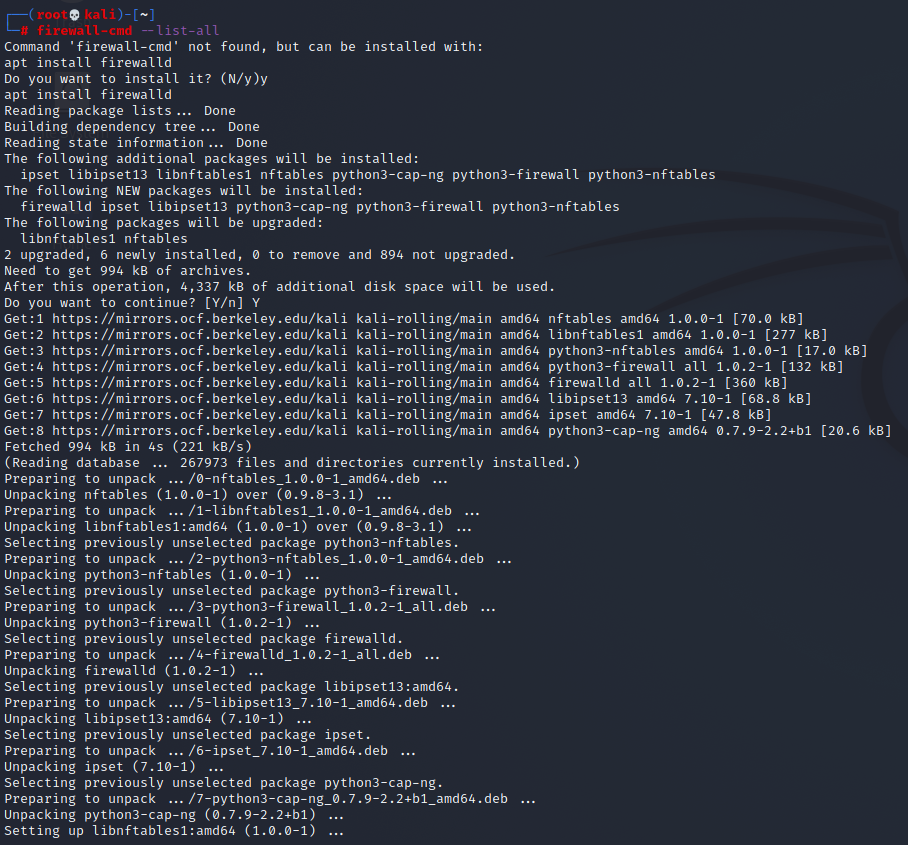 ┌──(root💀kali)-[~]
└─# firewall-cmd --list-all
Command 'firewall-cmd' not found, but can be installed with:
apt install firewalld
Do you want to install it? (N/y)y
apt install firewalld
Reading package lists... Done
Building dependency tree... Done
Reading state information... Done
The following additional packages will be installed:
  ipset libipset13 libnftables1 nftables python3-cap-ng python3-firewall python3-nftables
The following NEW packages will be installed:
  firewalld ipset libipset13 python3-cap-ng python3-firewall python3-nftables
The following packages will be upgraded:
  libnftables1 nftables
2 upgraded, 6 newly installed, 0 to remove and 894 not upgraded.
Need to get 994 kB of archives.
After this operation, 4,337 kB of additional disk space will be used.
Do you want to continue? [Y/n] Y
Get:1 https://mirrors.ocf.berkeley.edu/kali kali-rolling/main amd64 nftables amd64 1.0.0-1 [70.0 kB]
Get:2 https://mirrors.ocf.berkeley.edu/kali kali-rolling/main amd64 libnftables1 amd64 1.0.0-1 [277 kB]
Get:3 https://mirrors.ocf.berkeley.edu/kali kali-rolling/main amd64 python3-nftables amd64 1.0.0-1 [17.0 kB]
Get:4 https://mirrors.ocf.berkeley.edu/kali kali-rolling/main amd64 python3-firewall all 1.0.2-1 [132 kB]
Get:5 https://mirrors.ocf.berkeley.edu/kali kali-rolling/main amd64 firewalld all 1.0.2-1 [360 kB]
Get:6 https://mirrors.ocf.berkeley.edu/kali kali-rolling/main amd64 libipset13 amd64 7.10-1 [68.8 kB]
Get:7 https://mirrors.ocf.berkeley.edu/kali kali-rolling/main amd64 ipset amd64 7.10-1 [47.8 kB]
Get:8 https://mirrors.ocf.berkeley.edu/kali kali-rolling/main amd64 python3-cap-ng amd64 0.7.9-2.2+b1 [20.6 kB]
Fetched 994 kB in 4s (221 kB/s)
(Reading database ... 267973 files and directories currently installed.)
Preparing to unpack .../0-nftables_1.0.0-1_amd64.deb ...
Unpacking nftables (1.0.0-1) over (0.9.8-3.1) ...
Preparing to unpack .../1-libnftables1_1.0.0-1_amd64.deb ...
Unpacking libnftables1:amd64 (1.0.0-1) over (0.9.8-3.1) ...
Selecting previously unselected package python3-nftables.
Preparing to unpack .../2-python3-nftables_1.0.0-1_amd64.deb ...
Unpacking python3-nftables (1.0.0-1) ...
Selecting previously unselected package python3-firewall.
Preparing to unpack .../3-python3-firewall_1.0.2-1_all.deb ...
Unpacking python3-firewall (1.0.2-1) ...
Selecting previously unselected package firewalld.
Preparing to unpack .../4-firewalld_1.0.2-1_all.deb ...
Unpacking firewalld (1.0.2-1) ...
Selecting previously unselected package libipset13:amd64.
Preparing to unpack .../5-libipset13_7.10-1_amd64.deb ...
Unpacking libipset13:amd64 (7.10-1) ...
Selecting previously unselected package ipset.
Preparing to unpack .../6-ipset_7.10-1_amd64.deb ...
Unpacking ipset (7.10-1) ...
Selecting previously unselected package python3-cap-ng.
Preparing to unpack .../7-python3-cap-ng_0.7.9-2.2+b1_amd64.deb ...
Unpacking python3-cap-ng (0.7.9-2.2+b1) ...
Setting up libnftables1:amd64 (1.0.0-1) ...